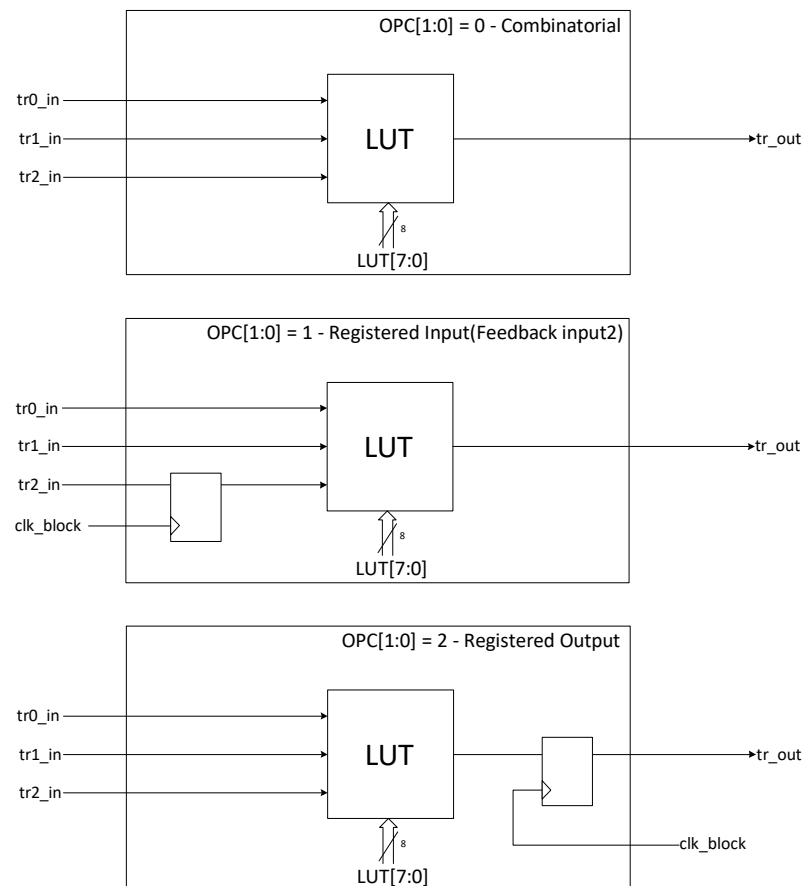 OPC[1:0] = 0 - Combinatorial
tr0_in
tr1_in
tr2_in
LUT
tr_out
8
LUT[7:0]
OPC[1:0] = 1 - Registered Input(Feedback input2)
tr0_in
tr1_in
tr2_in
clk_block
LUT
tr_out
8
LUT[7:0]
OPC[1:0] = 2 - Registered Output
tr0_in
tr1_in
tr2_in
LUT
tr_out
clk_block
8
LUT[7:0]